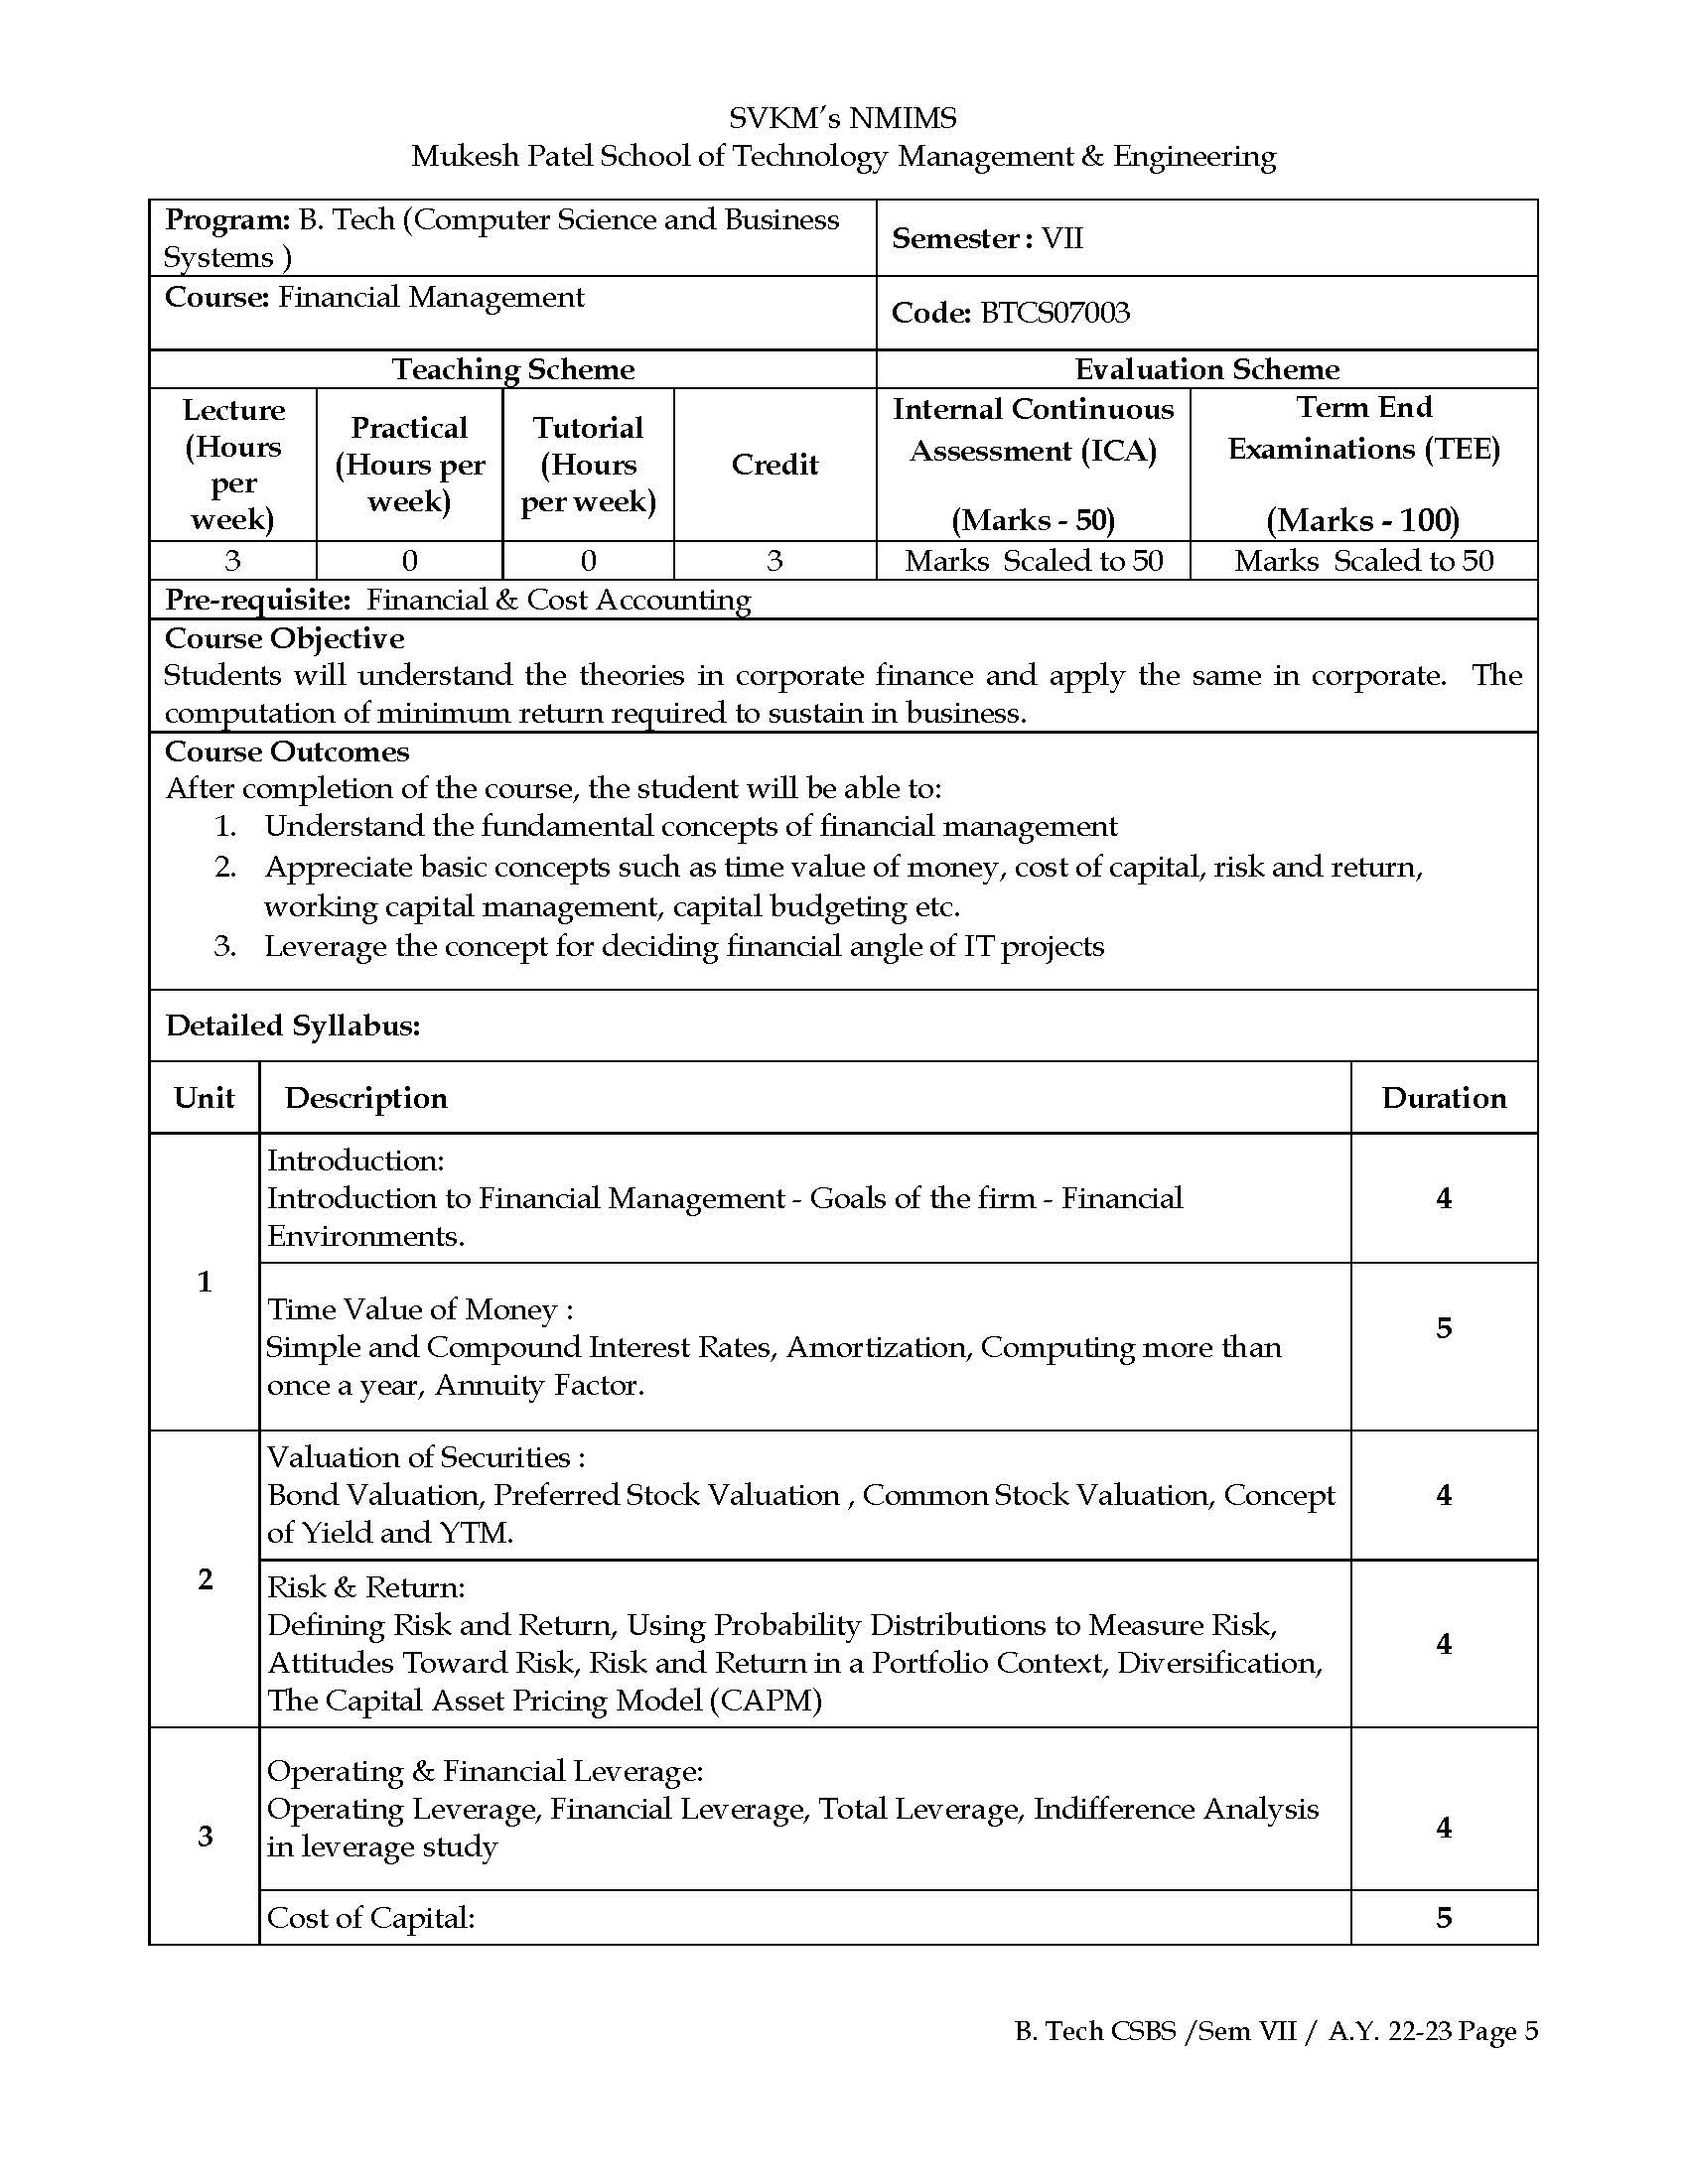 SVKM's NMIMS
Mukesh Patel School of Technology Management & Engineering
Program: B. Tech (Computer Science and Business
Systems )
Semester : VII
Course: Financial Management
Code: BTCS07003
Teaching Scheme
Evaluation Scheme
Lecture
(Hours
per
week)
Practical
(Hours per
week)
Tutorial
(Hours
per week)
Credit
Internal Continuous
Assessment (ICA)
(Marks - 50)
Term End
Examinations (TEE)
(Marks - 100)
3
0
0
3
Marks Scaled to 50
Marks Scaled to 50
Pre-requisite: Financial & Cost Accounting
Course Objective
Students will understand the theories in corporate finance and apply the same in corporate. The
computation of minimum return required to sustain in business.
Course Outcomes
After completion of the course, the student will be able to:
1. Understand the fundamental concepts of financial management
2. Appreciate basic concepts such as time value of money, cost of capital, risk and return,
working capital management, capital budgeting etc.
3. Leverage the concept for deciding financial angle of IT projects
Detailed Syllabus:
Unit
Description
Duration
1
Introduction:
Introduction to Financial Management - Goals of the firm - Financial
Environments.
4
Time Value of Money :
Simple and Compound Interest Rates, Amortization, Computing more than
once a year, Annuity Factor.
5
2
Valuation of Securities :
Bond Valuation, Preferred Stock Valuation , Common Stock Valuation, Concept
of Yield and YTM.
4
Risk & Return:
Defining Risk and Return, Using Probability Distributions to Measure Risk,
Attitudes Toward Risk, Risk and Return in a Portfolio Context, Diversification,
The Capital Asset Pricing Model (CAPM)
4
3
Operating & Financial Leverage:
Operating Leverage, Financial Leverage, Total Leverage, Indifference Analysis
in leverage study
4
Cost of Capital:
5
B. Tech CSBS /Sem VII / A.Y. 22-23 Page 5